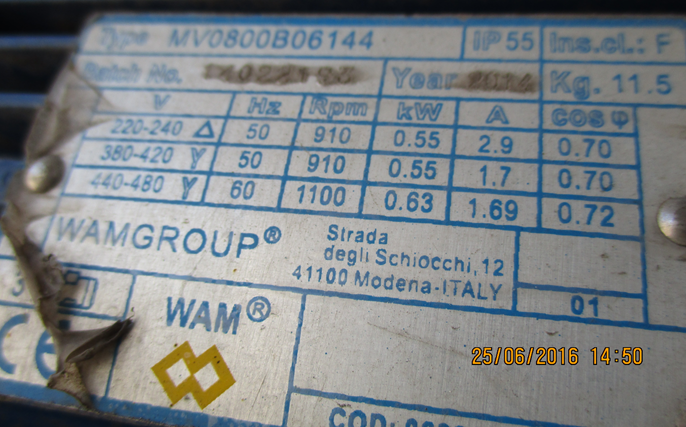 Type MV0800B06144 IP 55 Ins.cl.: F
Batch No. Year Kg. 11.5
V Hz Rpm kW A cos φ
220-240 Δ 50 910 0.55 2.9 0.70
380-420 Y 50 910 0.55 1.7 0.70
440-480 Y 60 1100 0.63 1.69 0.72
WAMGROUP® Strada
degli Schiocchi,12
41100 Modena-ITALY
01
3
WAM®
CE
25/06/2016 14:50
COD: